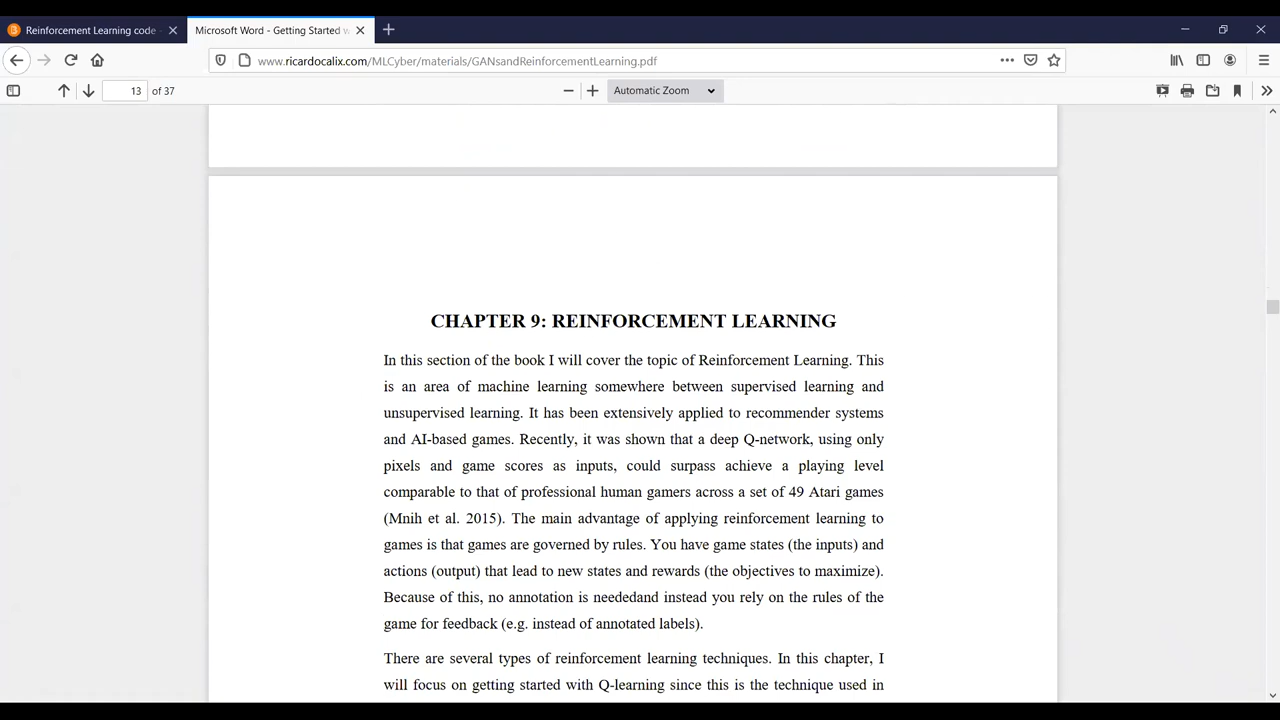 Reinforcement Learning code
Microsoft Word - Getting Started w
www.ricardocalix.com/MLCyber/materials/GANsandReinforcementLearning.pdf
13 of 37
Automatic Zoom
CHAPTER 9: REINFORCEMENT LEARNING
In this section of the book I will cover the topic of Reinforcement Learning. This
is an area of machine learning somewhere between supervised learning and
unsupervised learning. It has been extensively applied to recommender systems
and AI-based games. Recently, it was shown that a deep Q-network, using only
pixels and game scores as inputs, could surpass achieve a playing level
comparable to that of professional human gamers across a set of 49 Atari games
(Mnih et al. 2015). The main advantage of applying reinforcement learning to
games is that games are governed by rules. You have game states (the inputs) and
actions (output) that lead to new states and rewards (the objectives to maximize).
Because of this, no annotation is neededand instead you rely on the rules of the
game for feedback (e.g. instead of annotated labels).
There are several types of reinforcement learning techniques. In this chapter, I
will focus on getting started with Q-learning since this is the technique used in